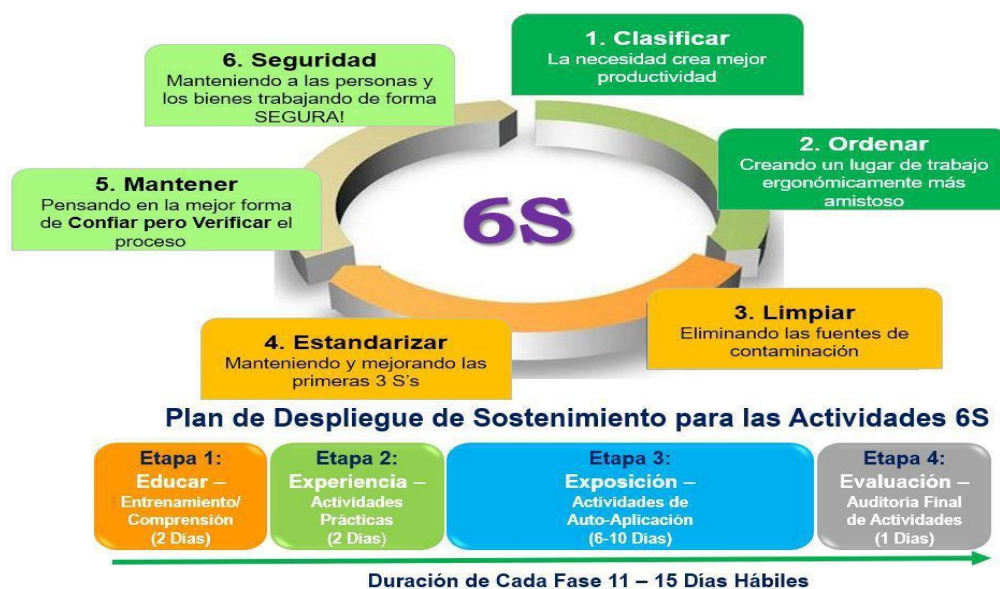 1. Clasificar
La necesidad crea mejor
productividad
2. Ordenar
Creando un lugar de trabajo
ergonómicamente más
amistoso
3. Limpiar
Eliminando las fuentes de
contaminación
4. Estandarizar
Manteniendo y mejorando las
primeras 3 S's
5. Mantener
Pensando en la mejor forma
de Confiar pero Verificar el
proceso
6. Seguridad
Manteniendo a las personas y
los bienes trabajando de forma
SEGURA!
6S
Plan de Despliegue de Sostenimiento para las Actividades 6S
Etapa 1:
Educar –
Entrenamiento/
Comprensión
(2 Días)
Etapa 2:
Experiencia –
Actividades
Prácticas
(2 Días)
Etapa 3:
Exposición –
Actividades de
Auto-Aplicación
(6-10 Días)
Etapa 4:
Evaluación –
Auditoría Final
de Actividades
(1 Días)
Duración de Cada Fase 11 – 15 Días Hábiles